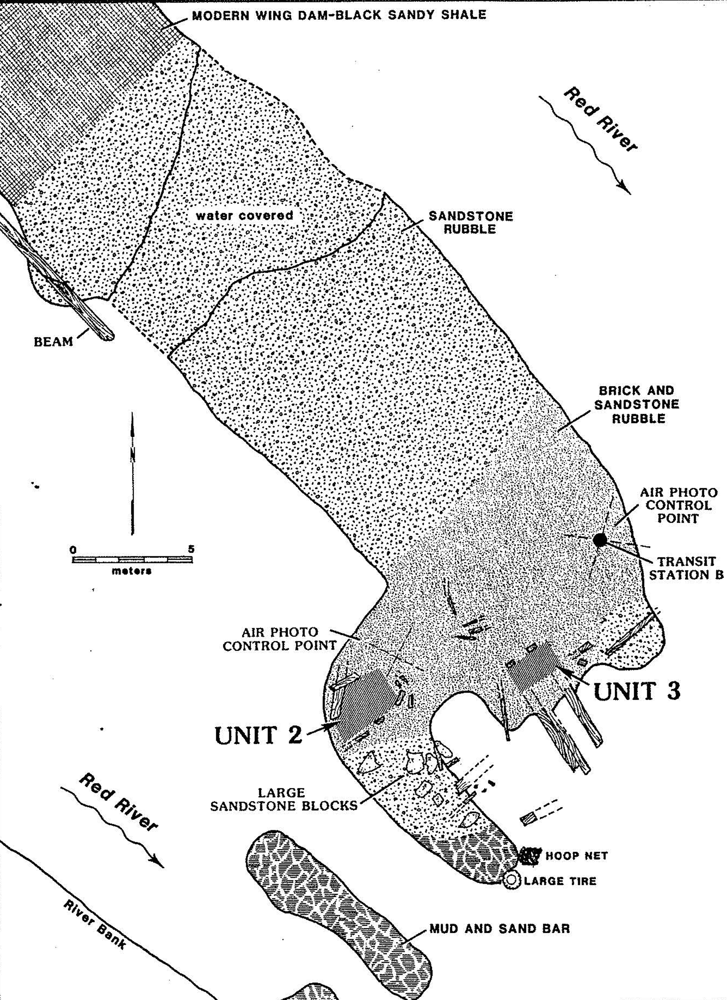 MODERN WING DAM-BLACK SANDY SHALE
Red River
water covered
SANDSTONE
RUBBLE
BEAM
BRICK AND
SANDSTONE
RUBBLE
N
AIR PHOTO
CONTROL
POINT
0 5
meters
TRANSIT
STATION B
AIR PHOTO
CONTROL POINT
UNIT 3
UNIT 2
Red River
LARGE
SANDSTONE BLOCKS
HOOP NET
LARGE TIRE
River Bank
MUD AND SAND BAR